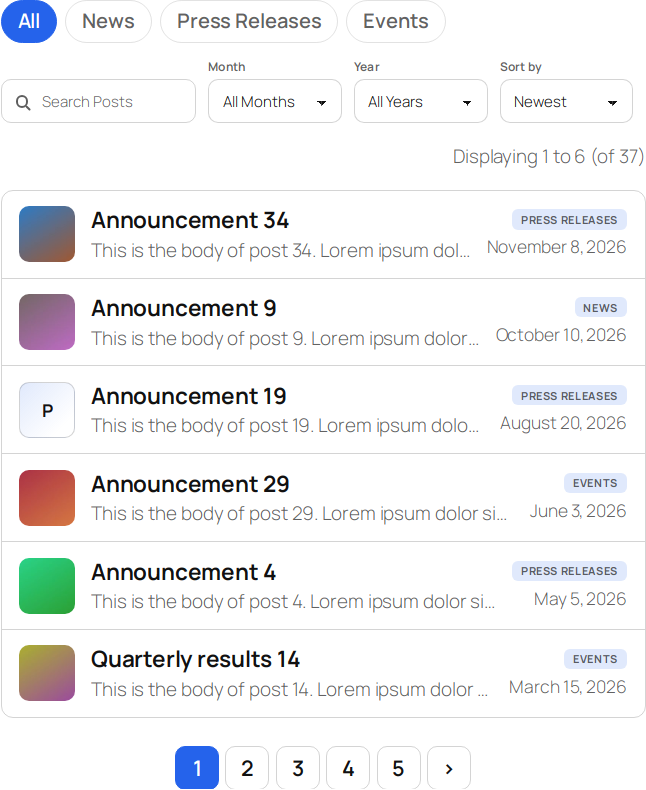 All News Press Releases Events
Month Year Sort by
Search Posts All Months All Years Newest
Displaying 1 to 6 (of 37)
Announcement 34 PRESS RELEASES
This is the body of post 34. Lorem ipsum dol... November 8, 2026
Announcement 9 NEWS
This is the body of post 9. Lorem ipsum dolor... October 10, 2026
P
Announcement 19 PRESS RELEASES
This is the body of post 19. Lorem ipsum dolo... August 20, 2026
Announcement 29 EVENTS
This is the body of post 29. Lorem ipsum dolor si... June 3, 2026
Announcement 4 PRESS RELEASES
This is the body of post 4. Lorem ipsum dolor si... May 5, 2026
Quarterly results 14 EVENTS
This is the body of post 14. Lorem ipsum dolor ... March 15, 2026
1 2 3 4 5 ›